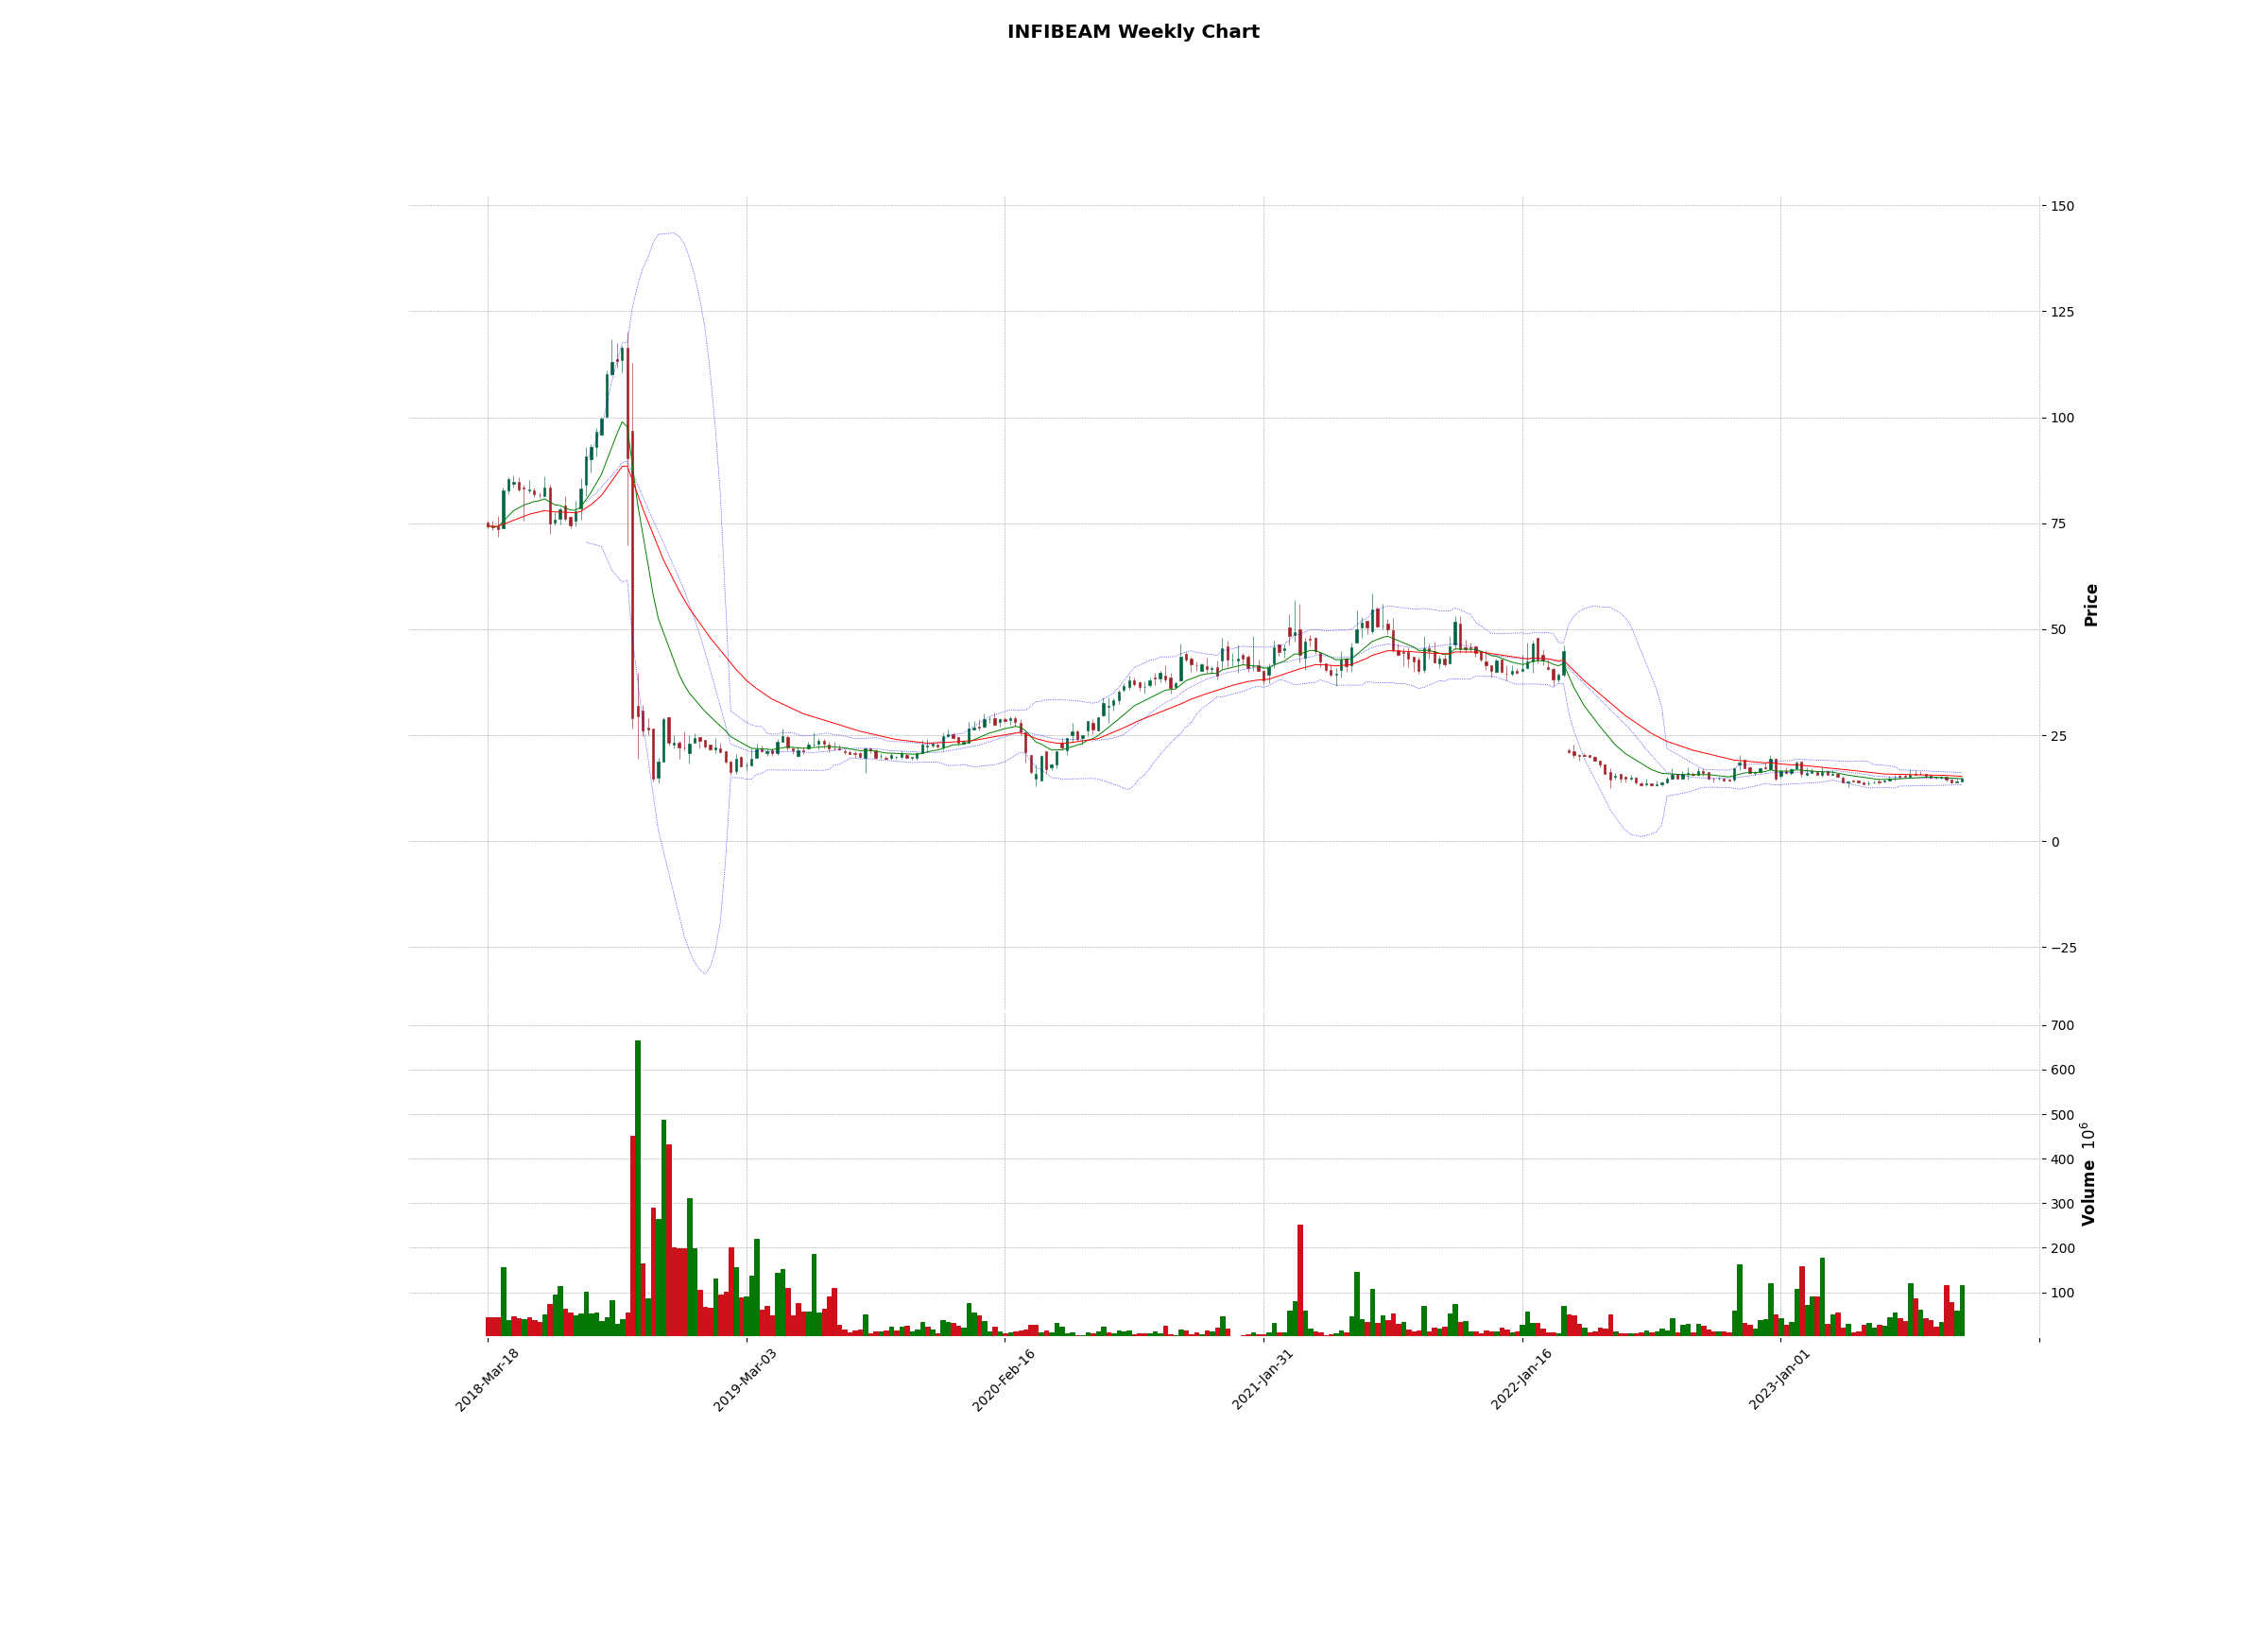 INFIBEAM Weekly Chart
150
125
100
75
50
25
0
−25
Price
700
600
500
400
300
200
100
Volume 10^6
2018-Mar-18
2019-Mar-03
2020-Feb-16
2021-Jan-31
2022-Jan-16
2023-Jan-01